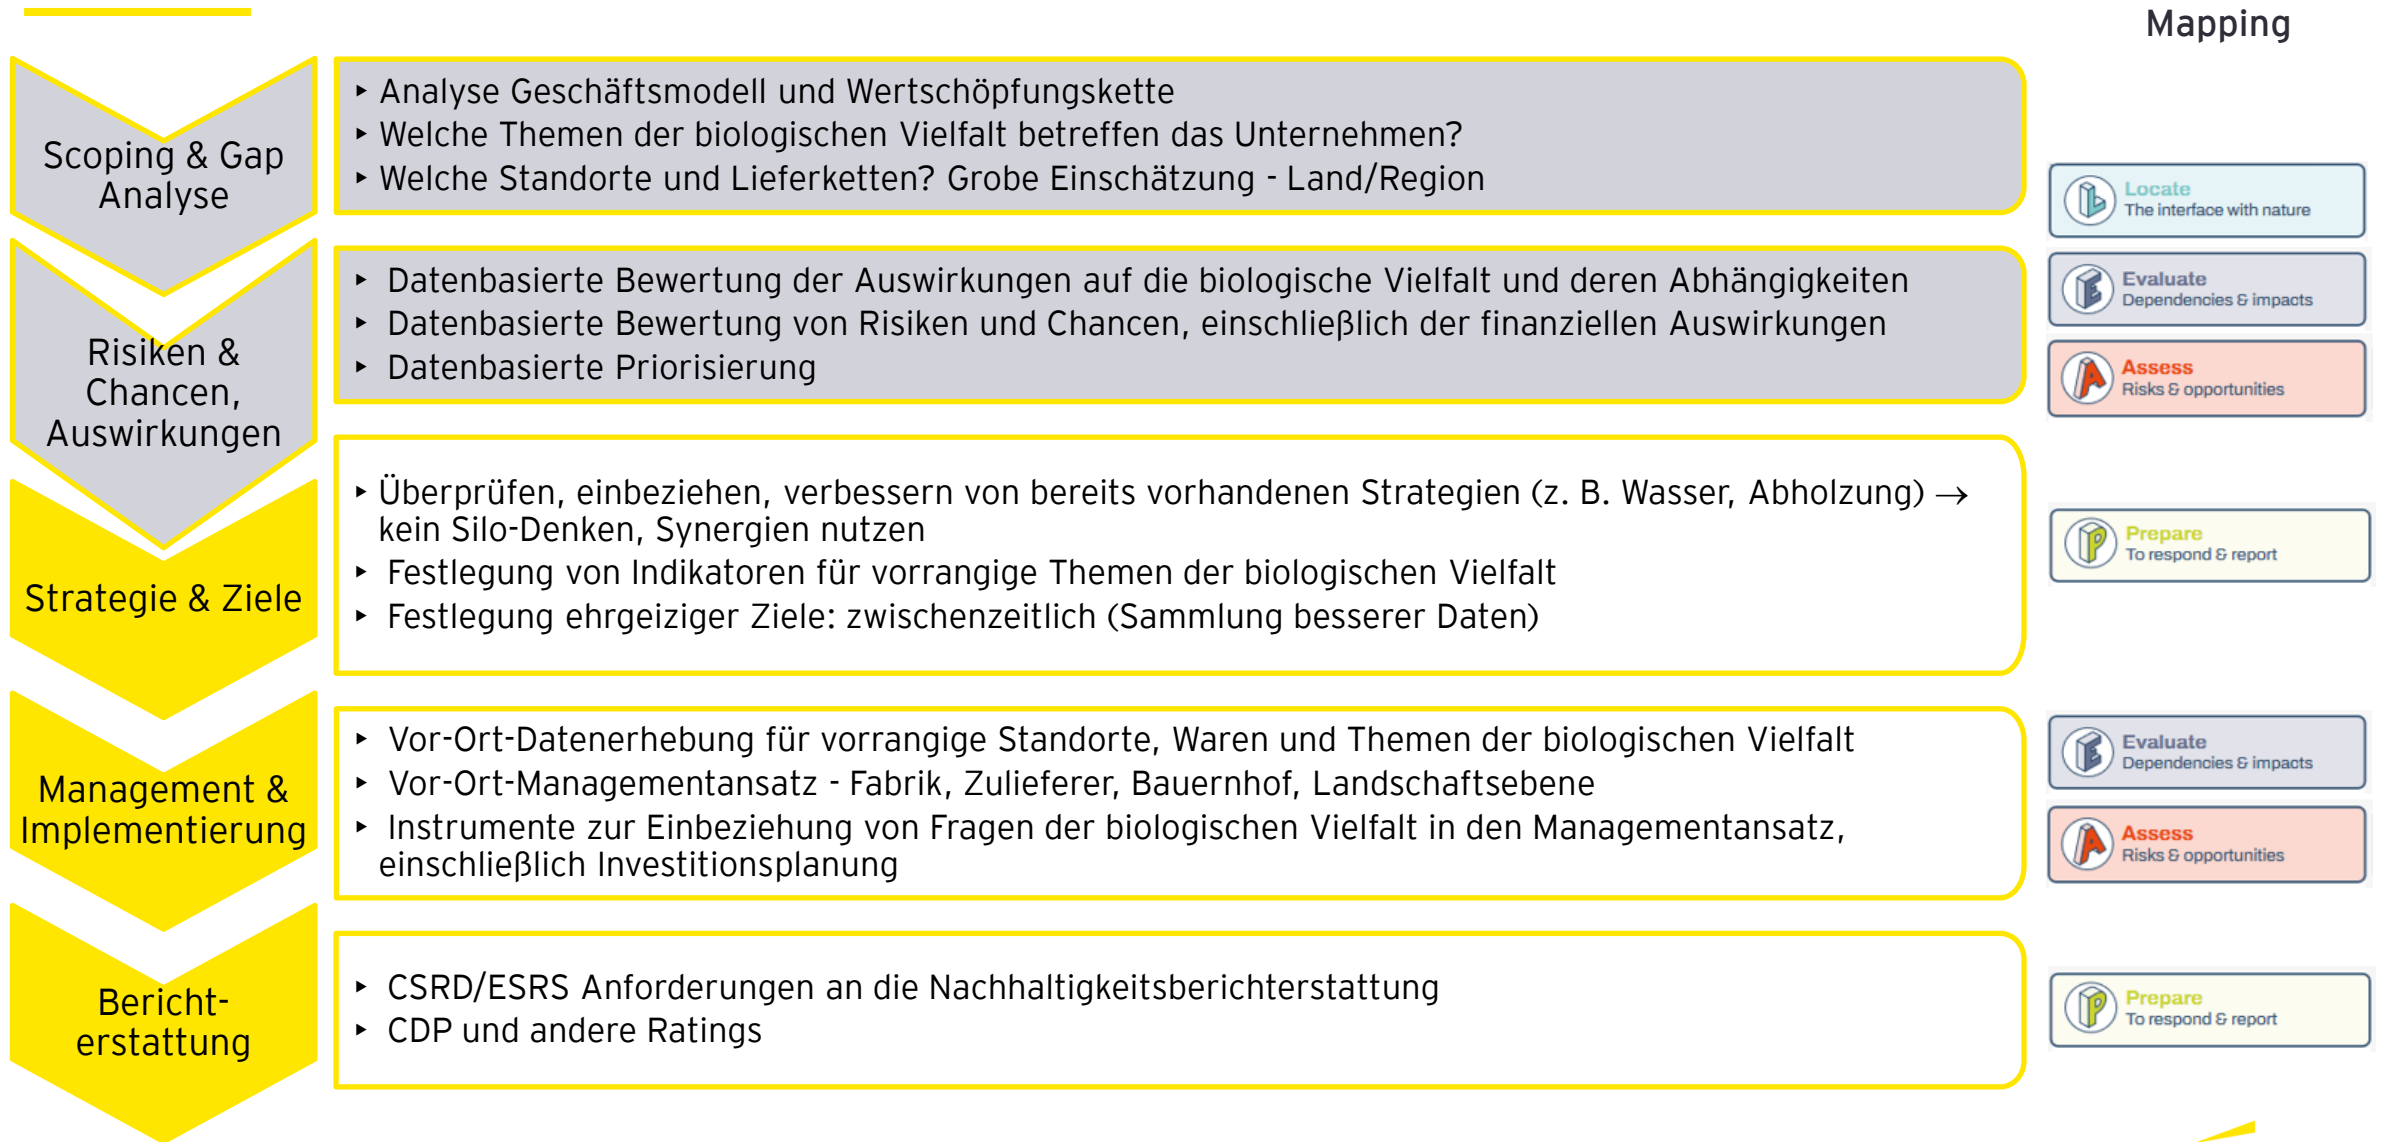 Mapping
Scoping & Gap
Analyse
‣ Analyse Geschäftsmodell und Wertschöpfungskette
‣ Welche Themen der biologischen Vielfalt betreffen das Unternehmen?
‣ Welche Standorte und Lieferketten? Grobe Einschätzung - Land/Region
Locate
The interface with nature
Risiken &
Chancen,
Auswirkungen
‣ Datenbasierte Bewertung der Auswirkungen auf die biologische Vielfalt und deren Abhängigkeiten
‣ Datenbasierte Bewertung von Risiken und Chancen, einschließlich der finanziellen Auswirkungen
‣ Datenbasierte Priorisierung
Evaluate
Dependencies & impacts
Assess
Risks & opportunities
Strategie & Ziele
‣ Überprüfen, einbeziehen, verbessern von bereits vorhandenen Strategien (z. B. Wasser, Abholzung) →
kein Silo-Denken, Synergien nutzen
‣ Festlegung von Indikatoren für vorrangige Themen der biologischen Vielfalt
‣ Festlegung ehrgeiziger Ziele: zwischenzeitlich (Sammlung besserer Daten)
Prepare
To respond & report
Management &
Implementierung
‣ Vor-Ort-Datenerhebung für vorrangige Standorte, Waren und Themen der biologischen Vielfalt
‣ Vor-Ort-Managementansatz - Fabrik, Zulieferer, Bauernhof, Landschaftsebene
‣ Instrumente zur Einbeziehung von Fragen der biologischen Vielfalt in den Managementansatz,
einschließlich Investitionsplanung
Evaluate
Dependencies & impacts
Assess
Risks & opportunities
Bericht-
erstattung
‣ CSRD/ESRS Anforderungen an die Nachhaltigkeitsberichterstattung
‣ CDP und andere Ratings
Prepare
To respond & report